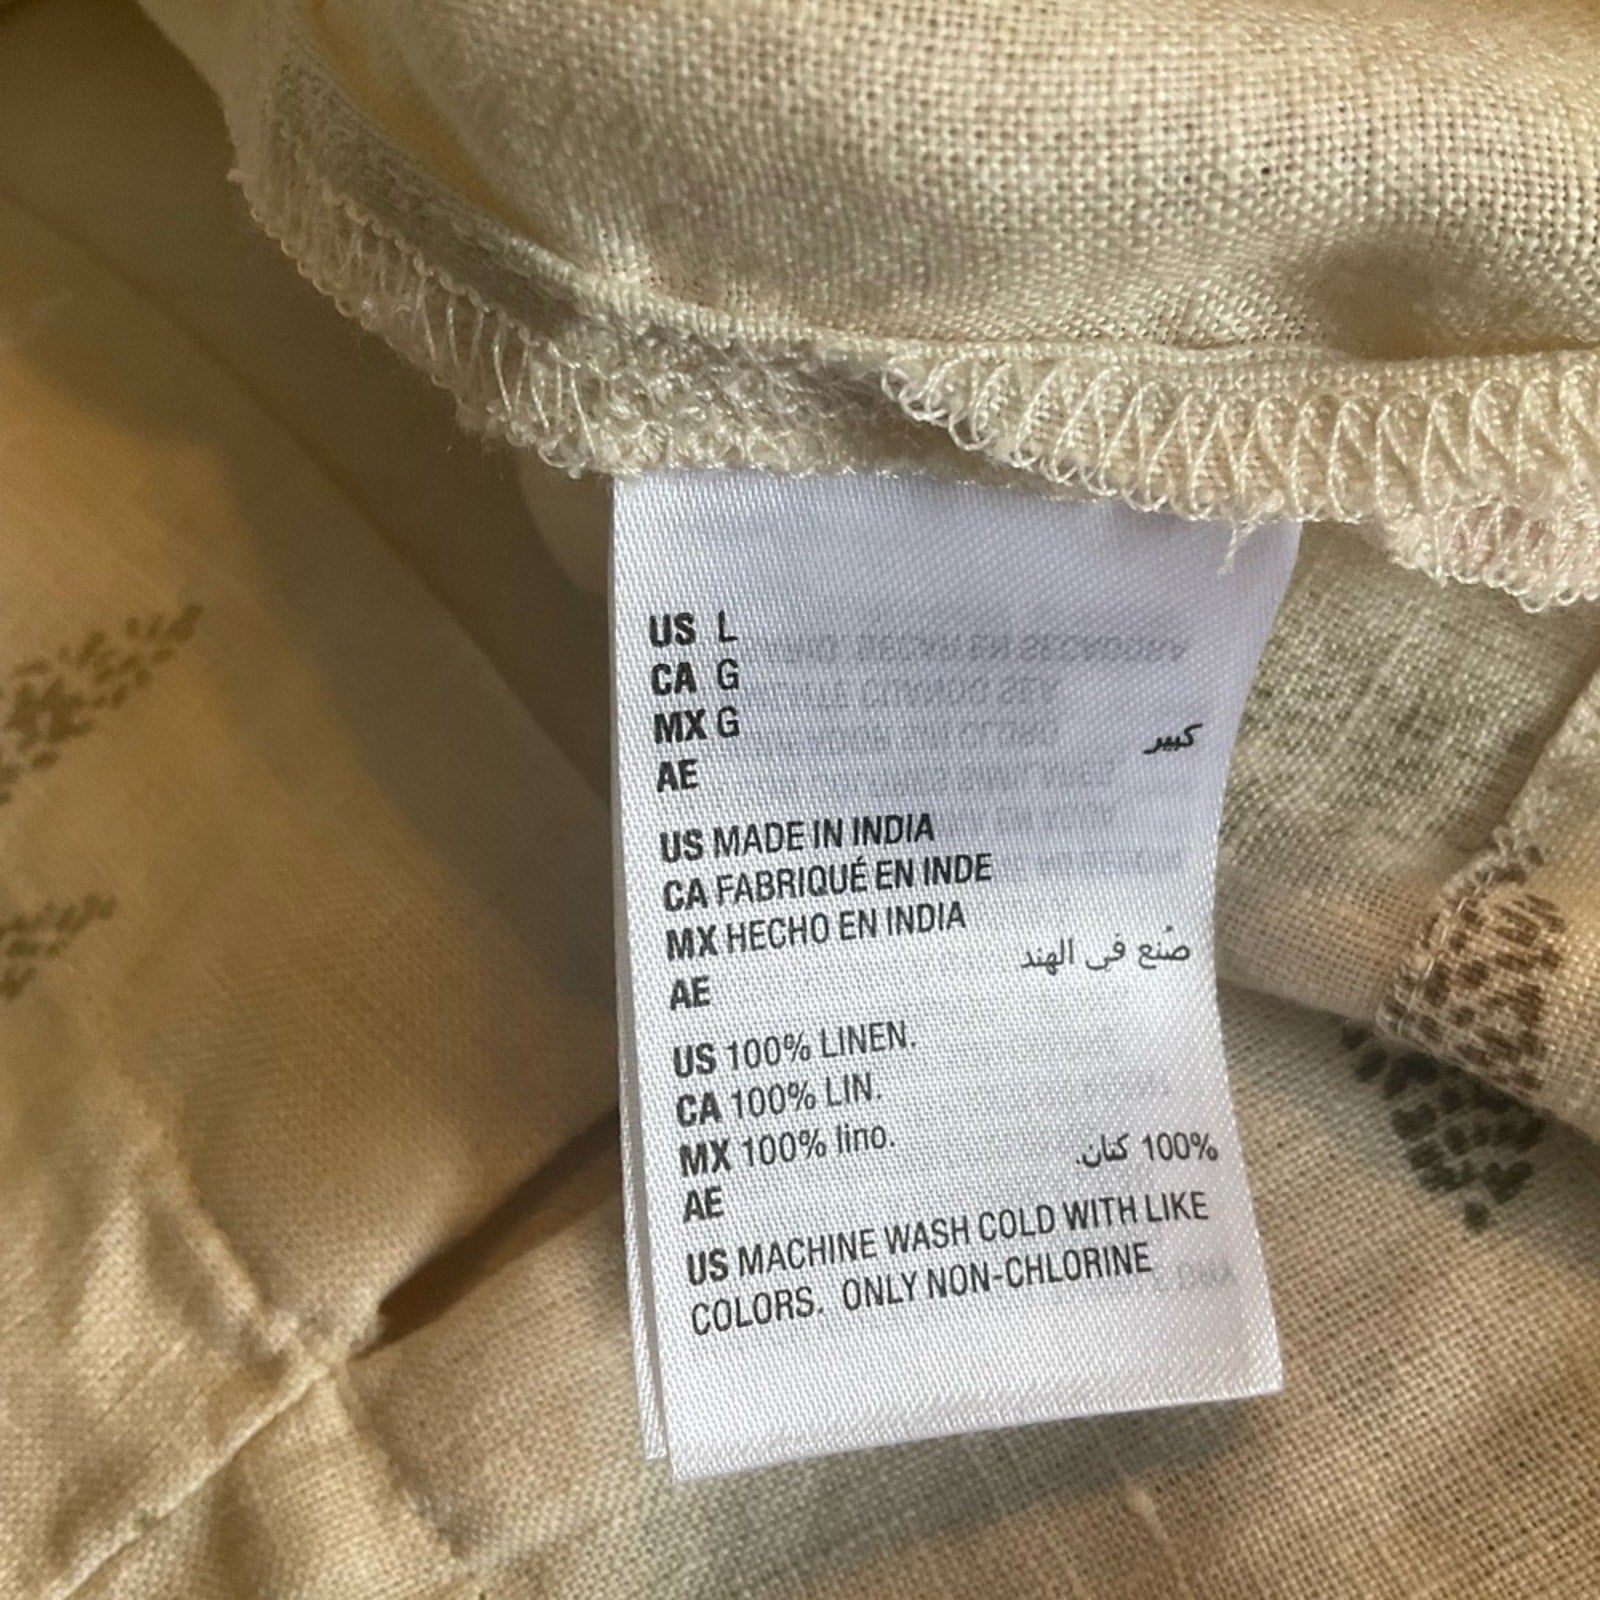 US L
CA G
MX G
AE كبير
US MADE IN INDIA
CA FABRIQUÉ EN INDE
MX HECHO EN INDIA
AE صُنع في الهند
US 100% LINEN.
CA 100% LIN.
MX 100% lino.
AE 100% كتان.
US MACHINE WASH COLD WITH LIKE
COLORS. ONLY NON-CHLORINE